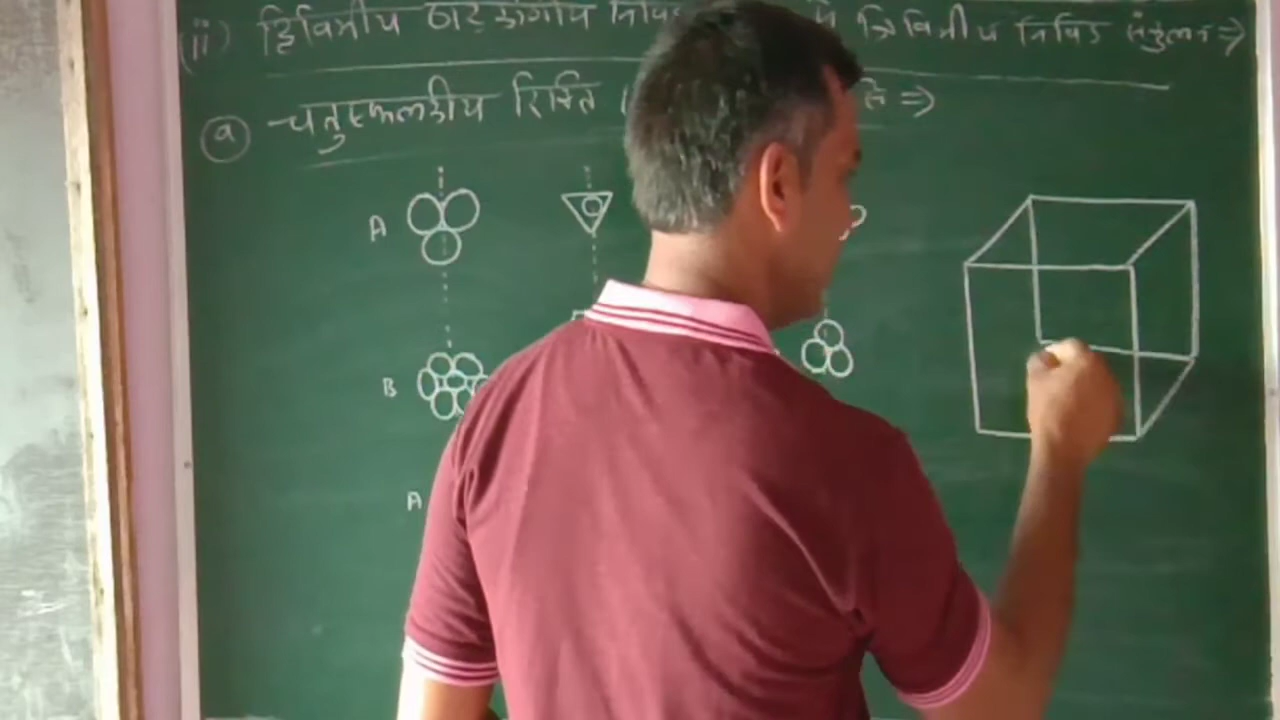 (ii) द्विविमीय षट्कोणीय निविड से त्रिविमीय निविड संकुलन ⇒
(a) चतुष्फलकीय रिक्ति से ⇒
A
B
A